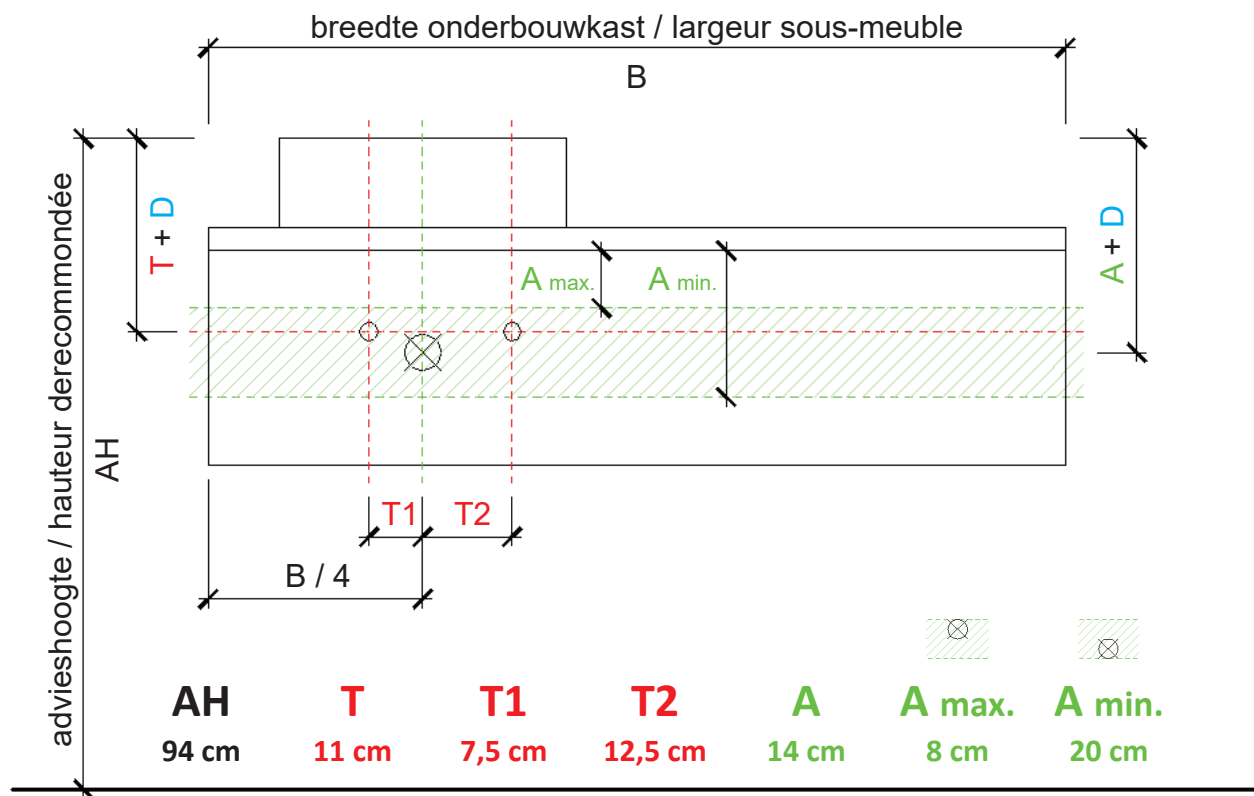 breedte onderbouwkast / largeur sous-meuble
B
advieshoogte / hauteur derecommondée
AH
T + D
A + D
A max.
A min.
T1
T2
B / 4
AH T T1 T2 A A max. A min.
94 cm 11 cm 7,5 cm 12,5 cm 14 cm 8 cm 20 cm